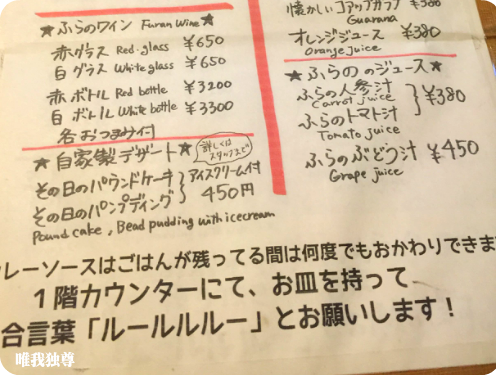 ★ふらのワイン Furan wine★
赤グラス Red glass ¥650
白グラス White glass ¥650
赤ボトル Red bottle ¥3200
白ボトル White bottle ¥3300
各おつまみ付
★自家製デザート★
詳しくは
スタッフまで
その日のパウンドケーキ
その日のパンプディング
アイスクリーム付
450円
Pound cake, Bead pudding with icecream
懐かしいコアップガラナ ¥380
Guarana
オレンジジュース ¥380
Orange juice
★ふらの のジュース★
ふらの人参汁
Carrot juice
ふらのトマト汁
Tomato juice
¥380
ふらのぶどう汁 ¥450
Grape juice
レーソースはごはんが残ってる間は何度でもおかわりできま
1階カウンターにて、お皿を持って
合言葉「ルールルルー」とお願いします！
唯我独尊